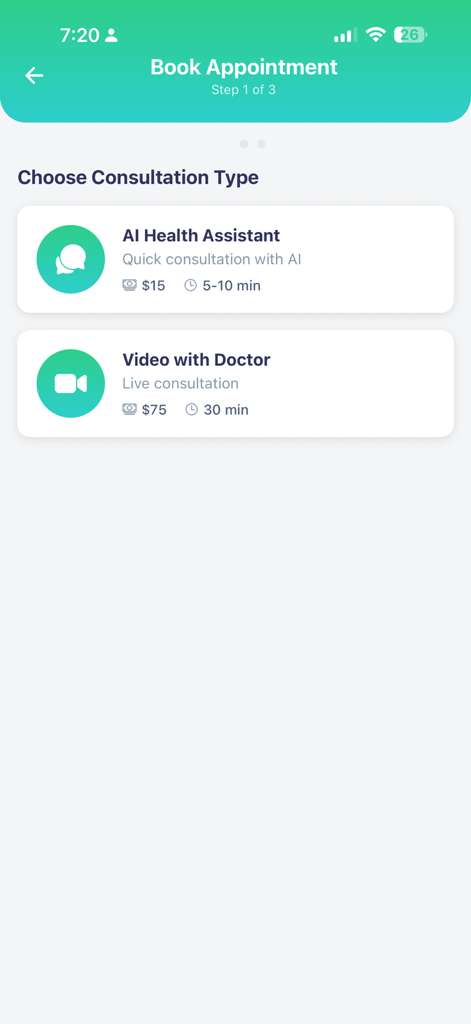 7:20
26
Book Appointment
Step 1 of 3
Choose Consultation Type
AI Health Assistant
Quick consultation with AI
$15 5-10 min
Video with Doctor
Live consultation
$75 30 min